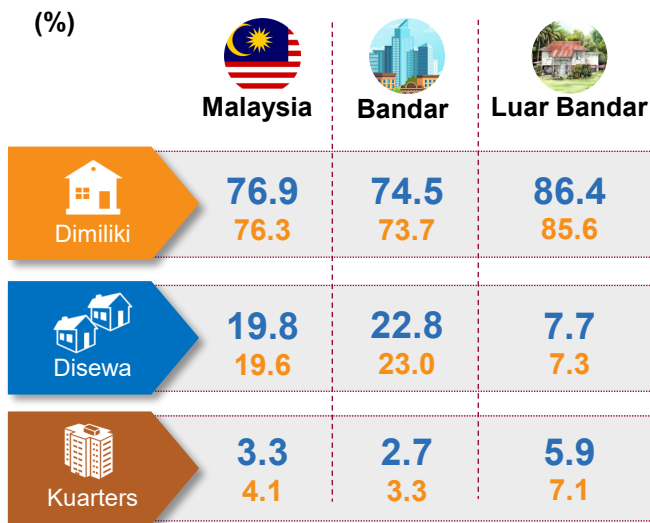 (%)
Malaysia Bandar Luar Bandar
Dimiliki 76.9 74.5 86.4
76.3 73.7 85.6
Disewa 19.8 22.8 7.7
19.6 23.0 7.3
Kuarters 3.3 2.7 5.9
4.1 3.3 7.1